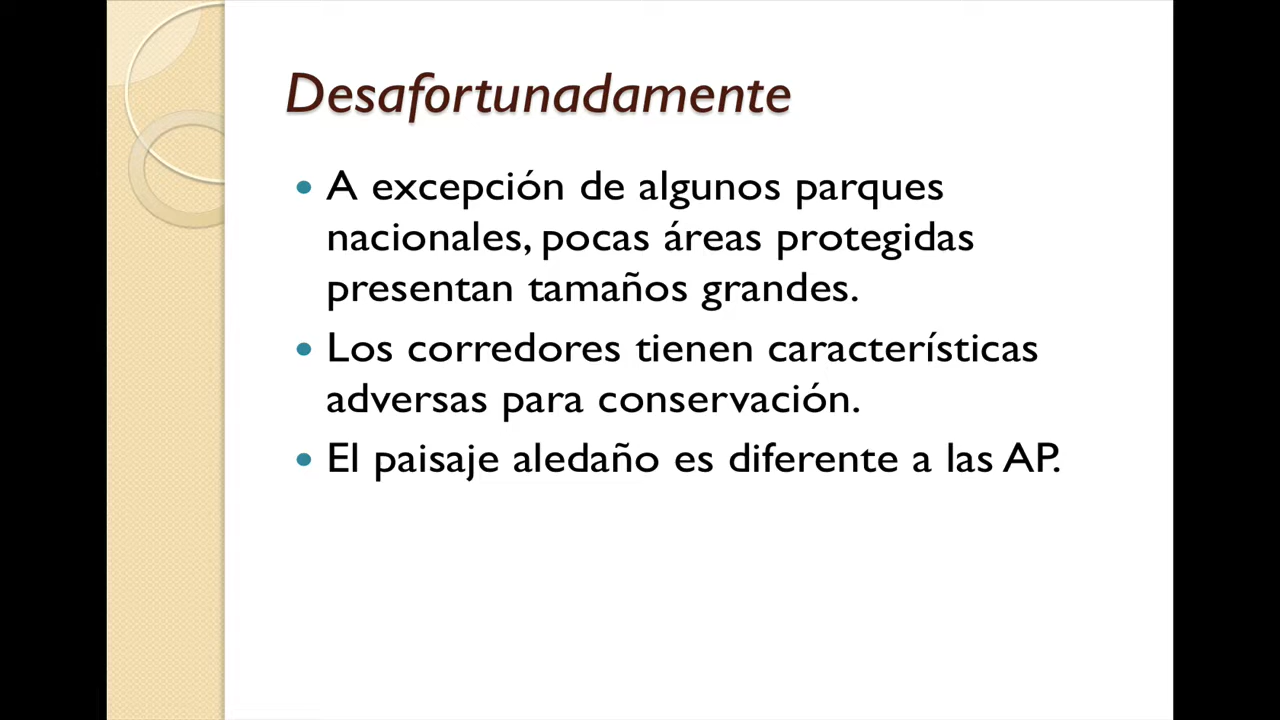 Desafortunadamente
• A excepción de algunos parques
nacionales, pocas áreas protegidas
presentan tamaños grandes.
• Los corredores tienen características
adversas para conservación.
• El paisaje aledaño es diferente a las AP.